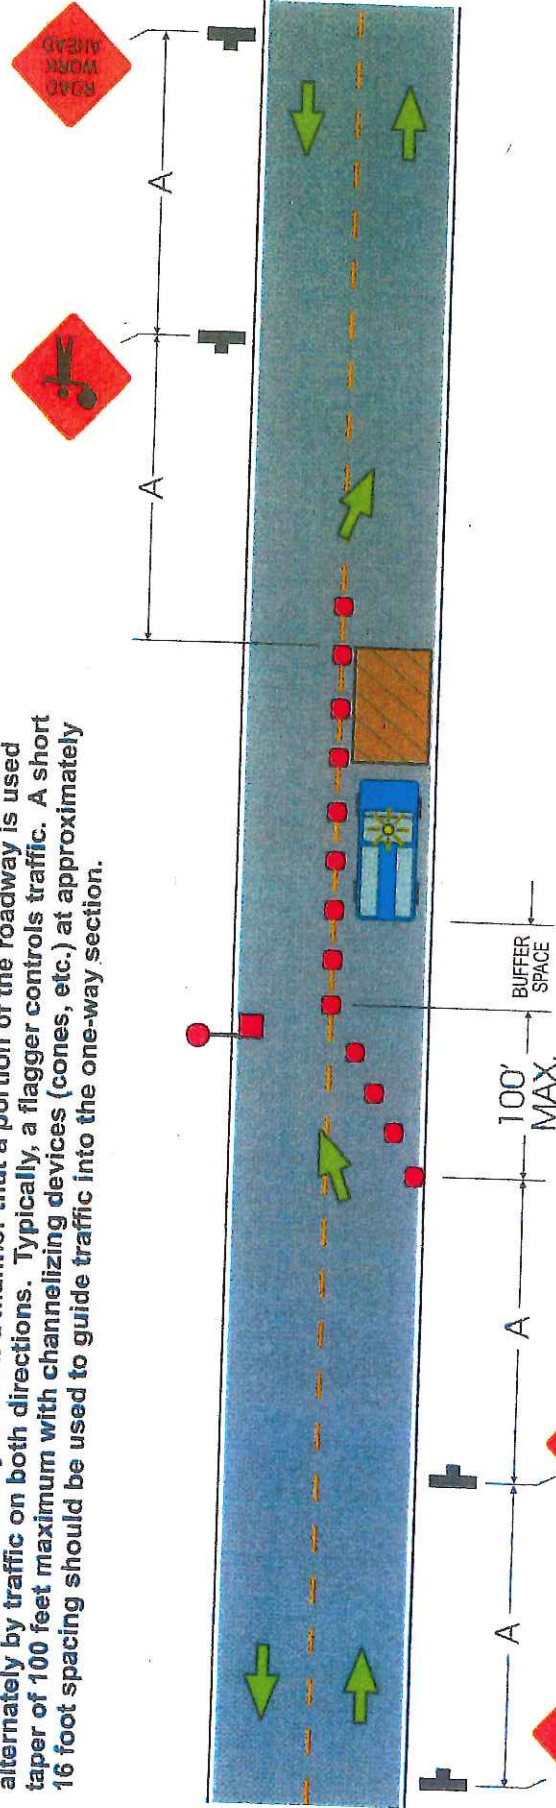 alternately by traffic on both directions. Typically, a flagger controls traffic. A short
taper of 100 feet maximum with channelizing devices (cones, etc.) at approximately
16 foot spacing should be used to guide traffic into the one-way section.
ROAD
WORK
AHEAD
A
A
A
A
100'
MAX.
BUFFER
SPACE